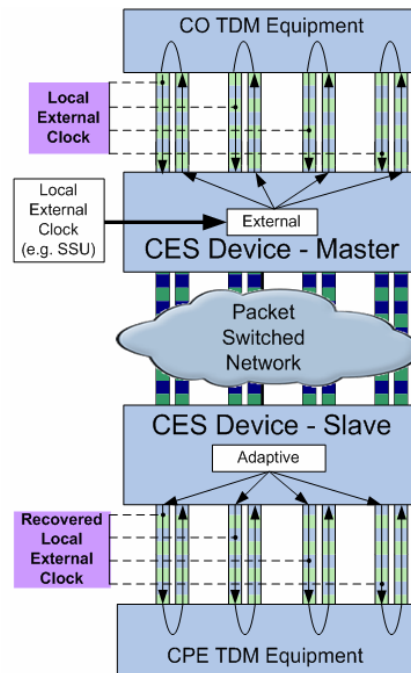 CO TDM Equipment
Local
External
Clock
Local
External
Clock
(e.g. SSU)
External
CES Device - Master
Packet
Switched
Network
CES Device - Slave
Adaptive
Recovered
Local
External
Clock
CPE TDM Equipment